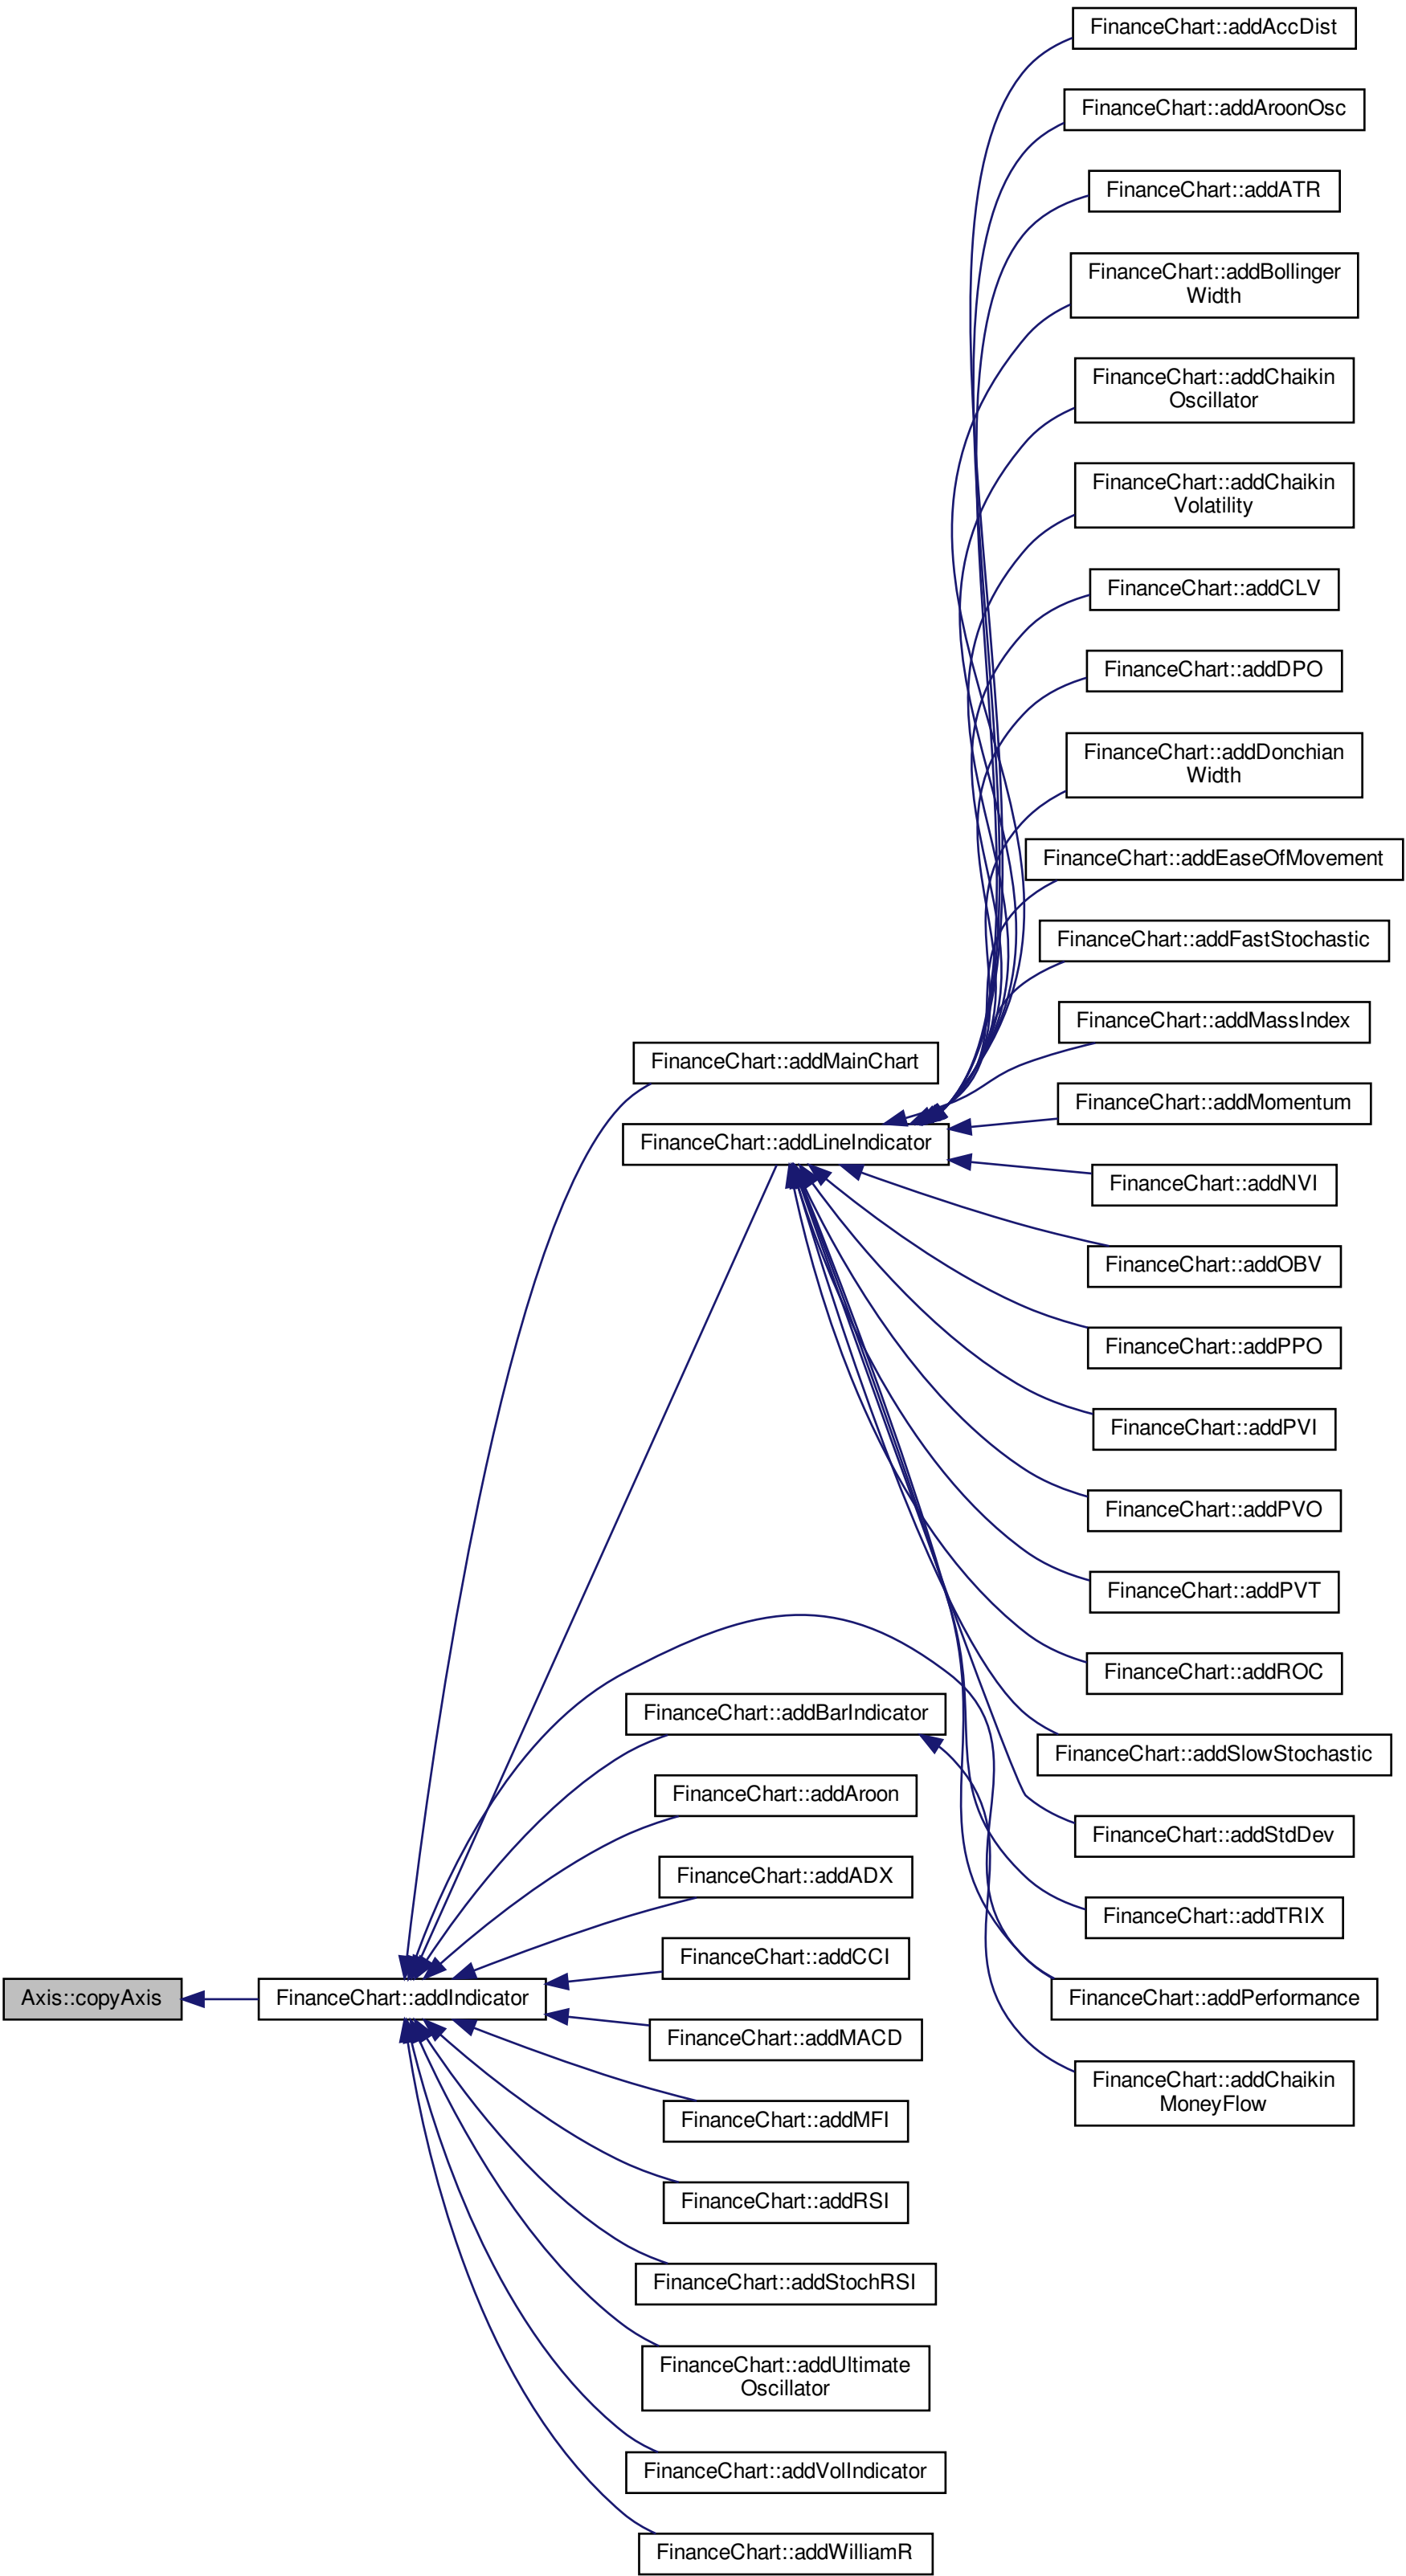 FinanceChart::addAccDist
FinanceChart::addAroonOsc
FinanceChart::addATR
FinanceChart::addBollinger
Width
FinanceChart::addChaikin
Oscillator
FinanceChart::addChaikin
Volatility
FinanceChart::addCLV
FinanceChart::addDPO
FinanceChart::addDonchian
Width
FinanceChart::addEaseOfMovement
FinanceChart::addFastStochastic
FinanceChart::addMassIndex
FinanceChart::addMainChart
FinanceChart::addMomentum
FinanceChart::addLineIndicator
FinanceChart::addNVI
FinanceChart::addOBV
FinanceChart::addPPO
FinanceChart::addPVI
FinanceChart::addPVO
FinanceChart::addPVT
FinanceChart::addROC
FinanceChart::addBarIndicator
FinanceChart::addSlowStochastic
FinanceChart::addAroon
FinanceChart::addStdDev
FinanceChart::addADX
FinanceChart::addTRIX
FinanceChart::addCCI
Axis::copyAxis
FinanceChart::addIndicator
FinanceChart::addPerformance
FinanceChart::addMACD
FinanceChart::addChaikin
MoneyFlow
FinanceChart::addMFI
FinanceChart::addRSI
FinanceChart::addStochRSI
FinanceChart::addUltimate
Oscillator
FinanceChart::addVolIndicator
FinanceChart::addWilliamR